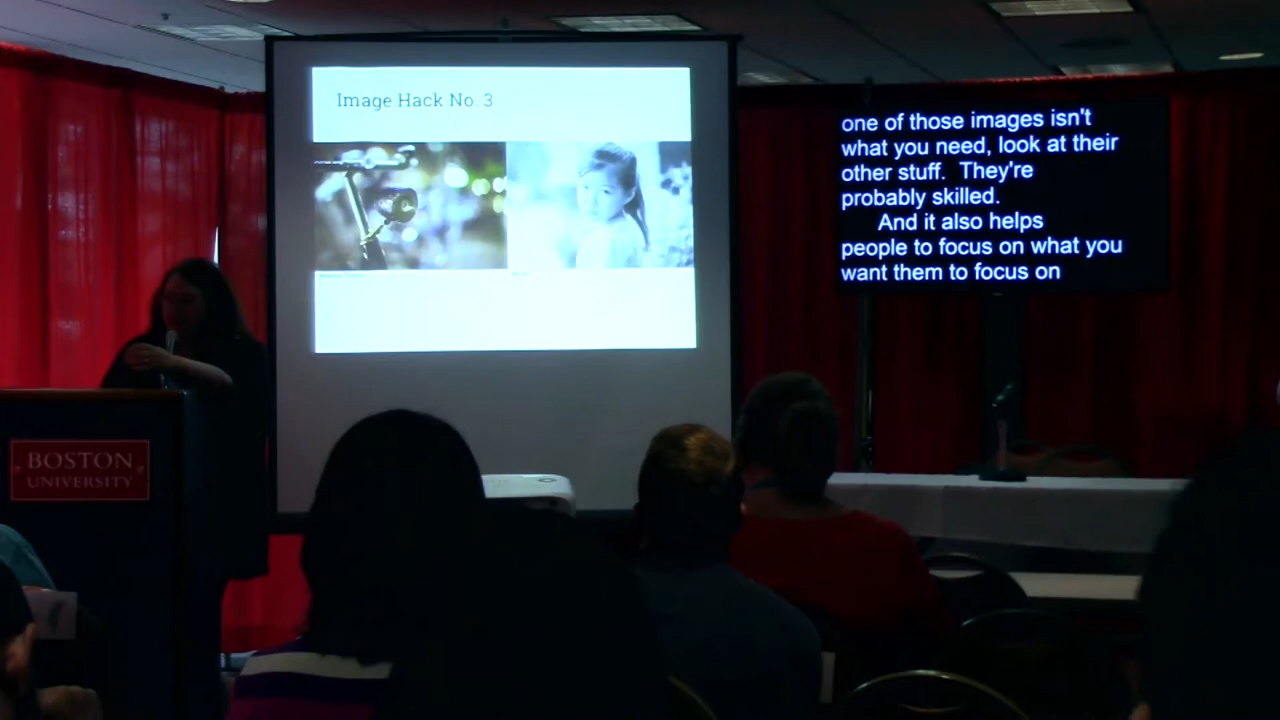 Image Hack No. 3
one of those images isn't
what you need, look at their
other stuff.  They're
probably skilled.
And it also helps
people to focus on what you
want them to focus on
BOSTON
UNIVERSITY